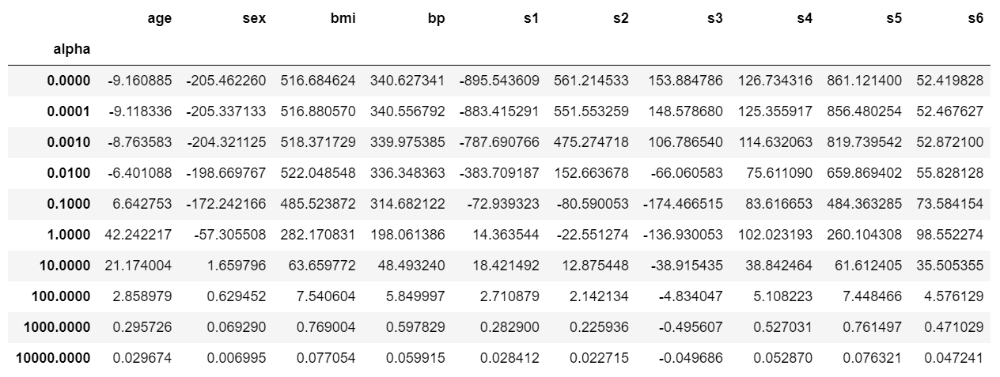 age sex bmi bp s1 s2 s3 s4 s5 s6
alpha
0.0000 -9.160885 -205.462260 516.684624 340.627341 -895.543609 561.214533 153.884786 126.734316 861.121400 52.419828
0.0001 -9.118336 -205.337133 516.880570 340.556792 -883.415291 551.553259 148.578680 125.355917 856.480254 52.467627
0.0010 -8.763583 -204.321125 518.371729 339.975385 -787.690766 475.274718 106.786540 114.632063 819.739542 52.872100
0.0100 -6.401088 -198.669767 522.048548 336.348363 -383.709187 152.663678 -66.060583 75.611090 659.869402 55.828128
0.1000 6.642753 -172.242166 485.523872 314.682122 -72.939323 -80.590053 -174.466515 83.616653 484.363285 73.584154
1.0000 42.242217 -57.305508 282.170831 198.061386 14.363544 -22.551274 -136.930053 102.023193 260.104308 98.552274
10.0000 21.174004 1.659796 63.659772 48.493240 18.421492 12.875448 -38.915435 38.842464 61.612405 35.505355
100.0000 2.858979 0.629452 7.540604 5.849997 2.710879 2.142134 -4.834047 5.108223 7.448466 4.576129
1000.0000 0.295726 0.069290 0.769004 0.597829 0.282900 0.225936 -0.495607 0.527031 0.761497 0.471029
10000.0000 0.029674 0.006995 0.077054 0.059915 0.028412 0.022715 -0.049686 0.052870 0.076321 0.047241